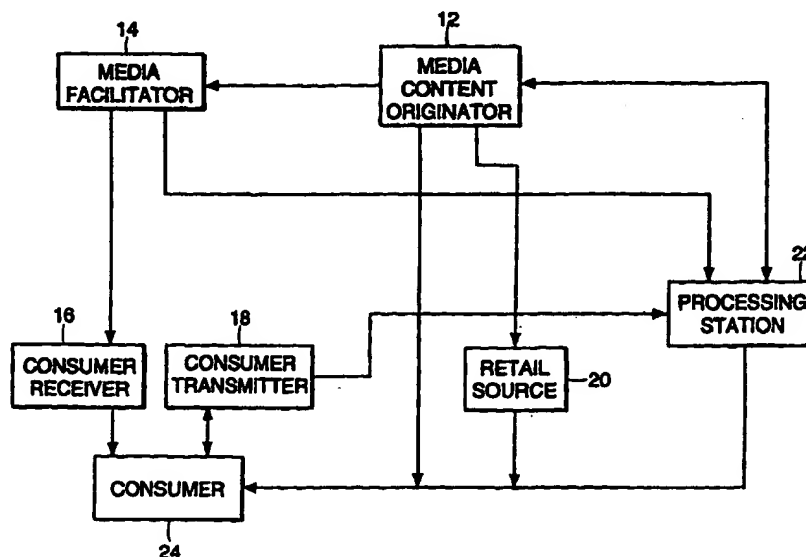 14
MEDIA
FACILITATOR
12
MEDIA
CONTENT
ORIGINATOR
22
PROCESSING
STATION
16
CONSUMER
RECEIVER
18
CONSUMER
TRANSMITTER
RETAIL
SOURCE
20
CONSUMER
24